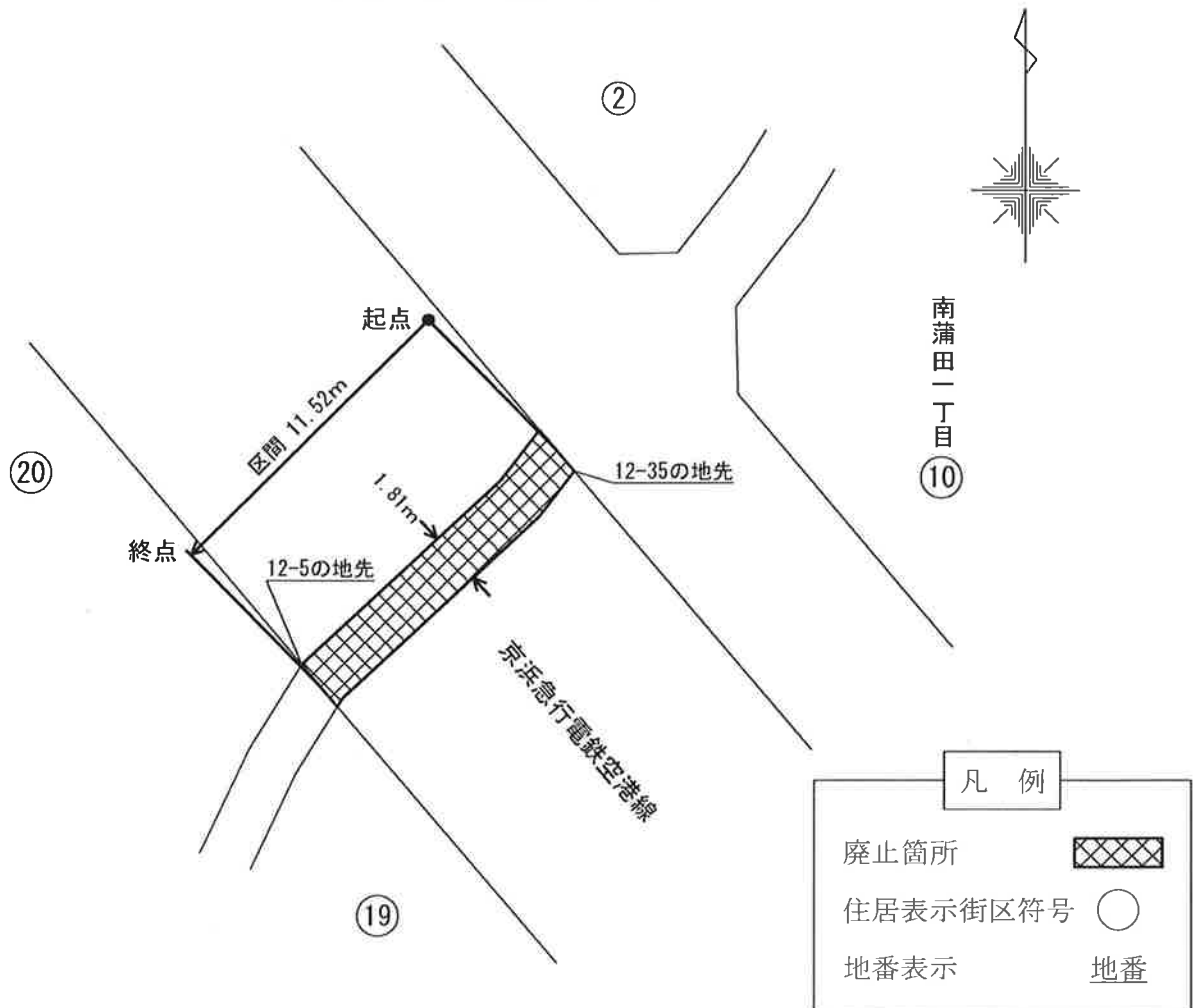 ②
起点
南蒲田一丁目
⑩
区間 11.52m
⑳
1.81m
12-35の地先
終点
12-5の地先
京浜急行電鉄空港線
⑲
凡 例
廃止箇所
住居表示街区符号
地番表示 地番